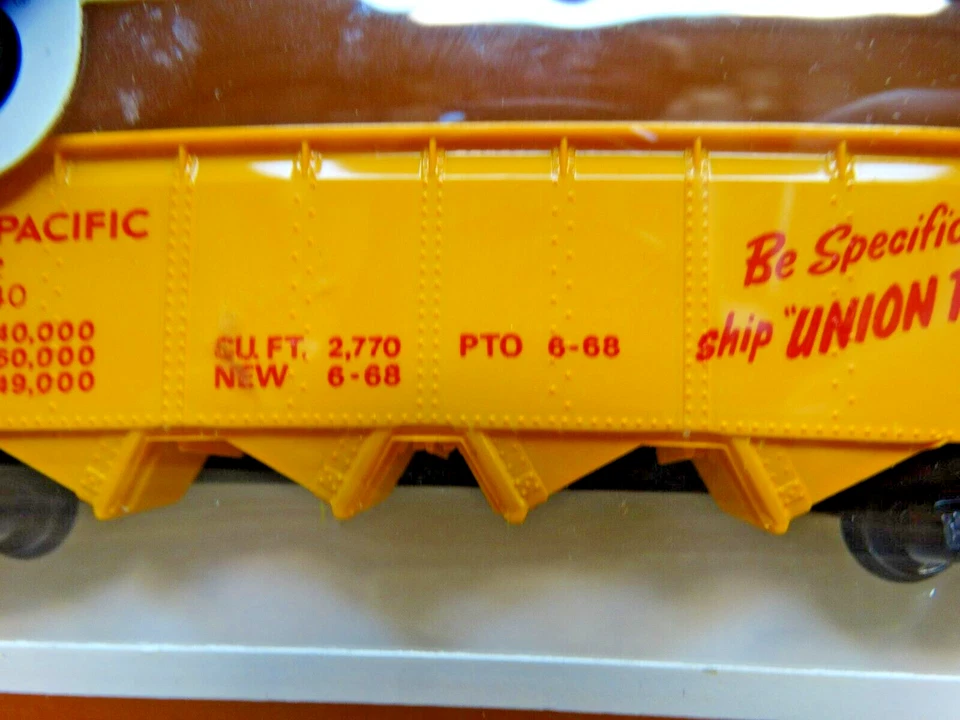 PACIFIC
40
40,000
60,000
49,000
CU. FT. 2,770
NEW 6-68
PTO 6-68
Be Specific
ship "UNION